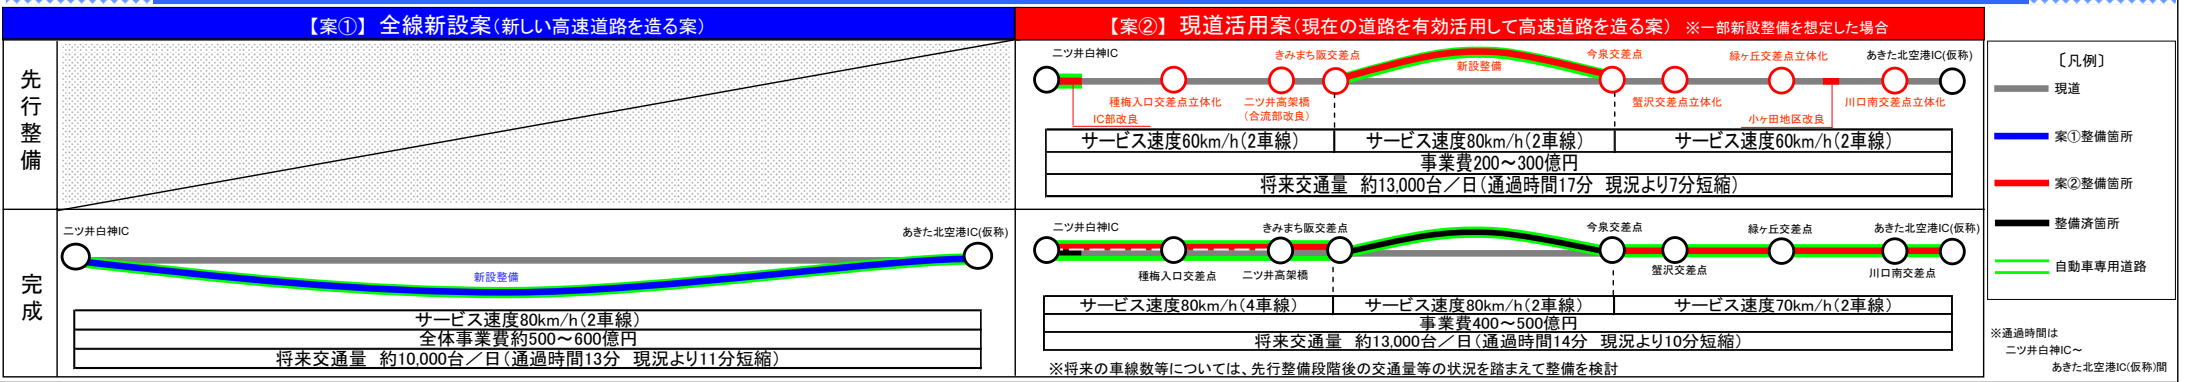 【案①】 全線新設案(新しい高速道路を造る案)
【案②】 現道活用案(現在の道路を有効活用して高速道路を造る案) ※一部新設整備を想定した場合
先行整備
二ツ井白神IC
きみまち阪交差点
新設整備
今泉交差点
緑ヶ丘交差点立体化
あきた北空港IC(仮称)
種梅入口交差点立体化
二ツ井高架橋
(合流部改良)
蟹沢交差点立体化
川口南交差点立体化
IC部改良
小ヶ田地区改良
サービス速度60km/h(2車線)
サービス速度80km/h(2車線)
サービス速度60km/h(2車線)
事業費200～300億円
将来交通量 約13,000台／日(通過時間17分 現況より7分短縮)
完成
二ツ井白神IC
あきた北空港IC(仮称)
新設整備
サービス速度80km/h(2車線)
全体事業費約500～600億円
将来交通量 約10,000台／日(通過時間13分 現況より11分短縮)
二ツ井白神IC
きみまち阪交差点
今泉交差点
緑ヶ丘交差点
あきた北空港IC(仮称)
種梅入口交差点
二ツ井高架橋
蟹沢交差点
川口南交差点
サービス速度80km/h(4車線)
サービス速度80km/h(2車線)
サービス速度70km/h(2車線)
事業費400～500億円
将来交通量 約13,000台／日(通過時間14分 現況より10分短縮)
※将来の車線数等については、先行整備段階後の交通量等の状況を踏まえて整備を検討
〔凡例〕
現道
案①整備箇所
案②整備箇所
整備済箇所
自動車専用道路
※通過時間は
二ツ井白神IC～
あきた北空港IC(仮称)間